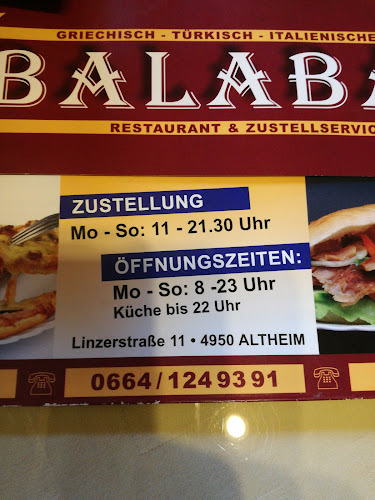 GRIECHISCH - TÜRKISCH - ITALIENISCHE
BALABA
RESTAURANT & ZUSTELLSERVIC
ZUSTELLUNG
Mo - So: 11 - 21.30 Uhr
ÖFFNUNGSZEITEN:
Mo - So: 8 -23 Uhr
Küche bis 22 Uhr
Linzerstraße 11 • 4950 ALTHEIM
0664/1249391